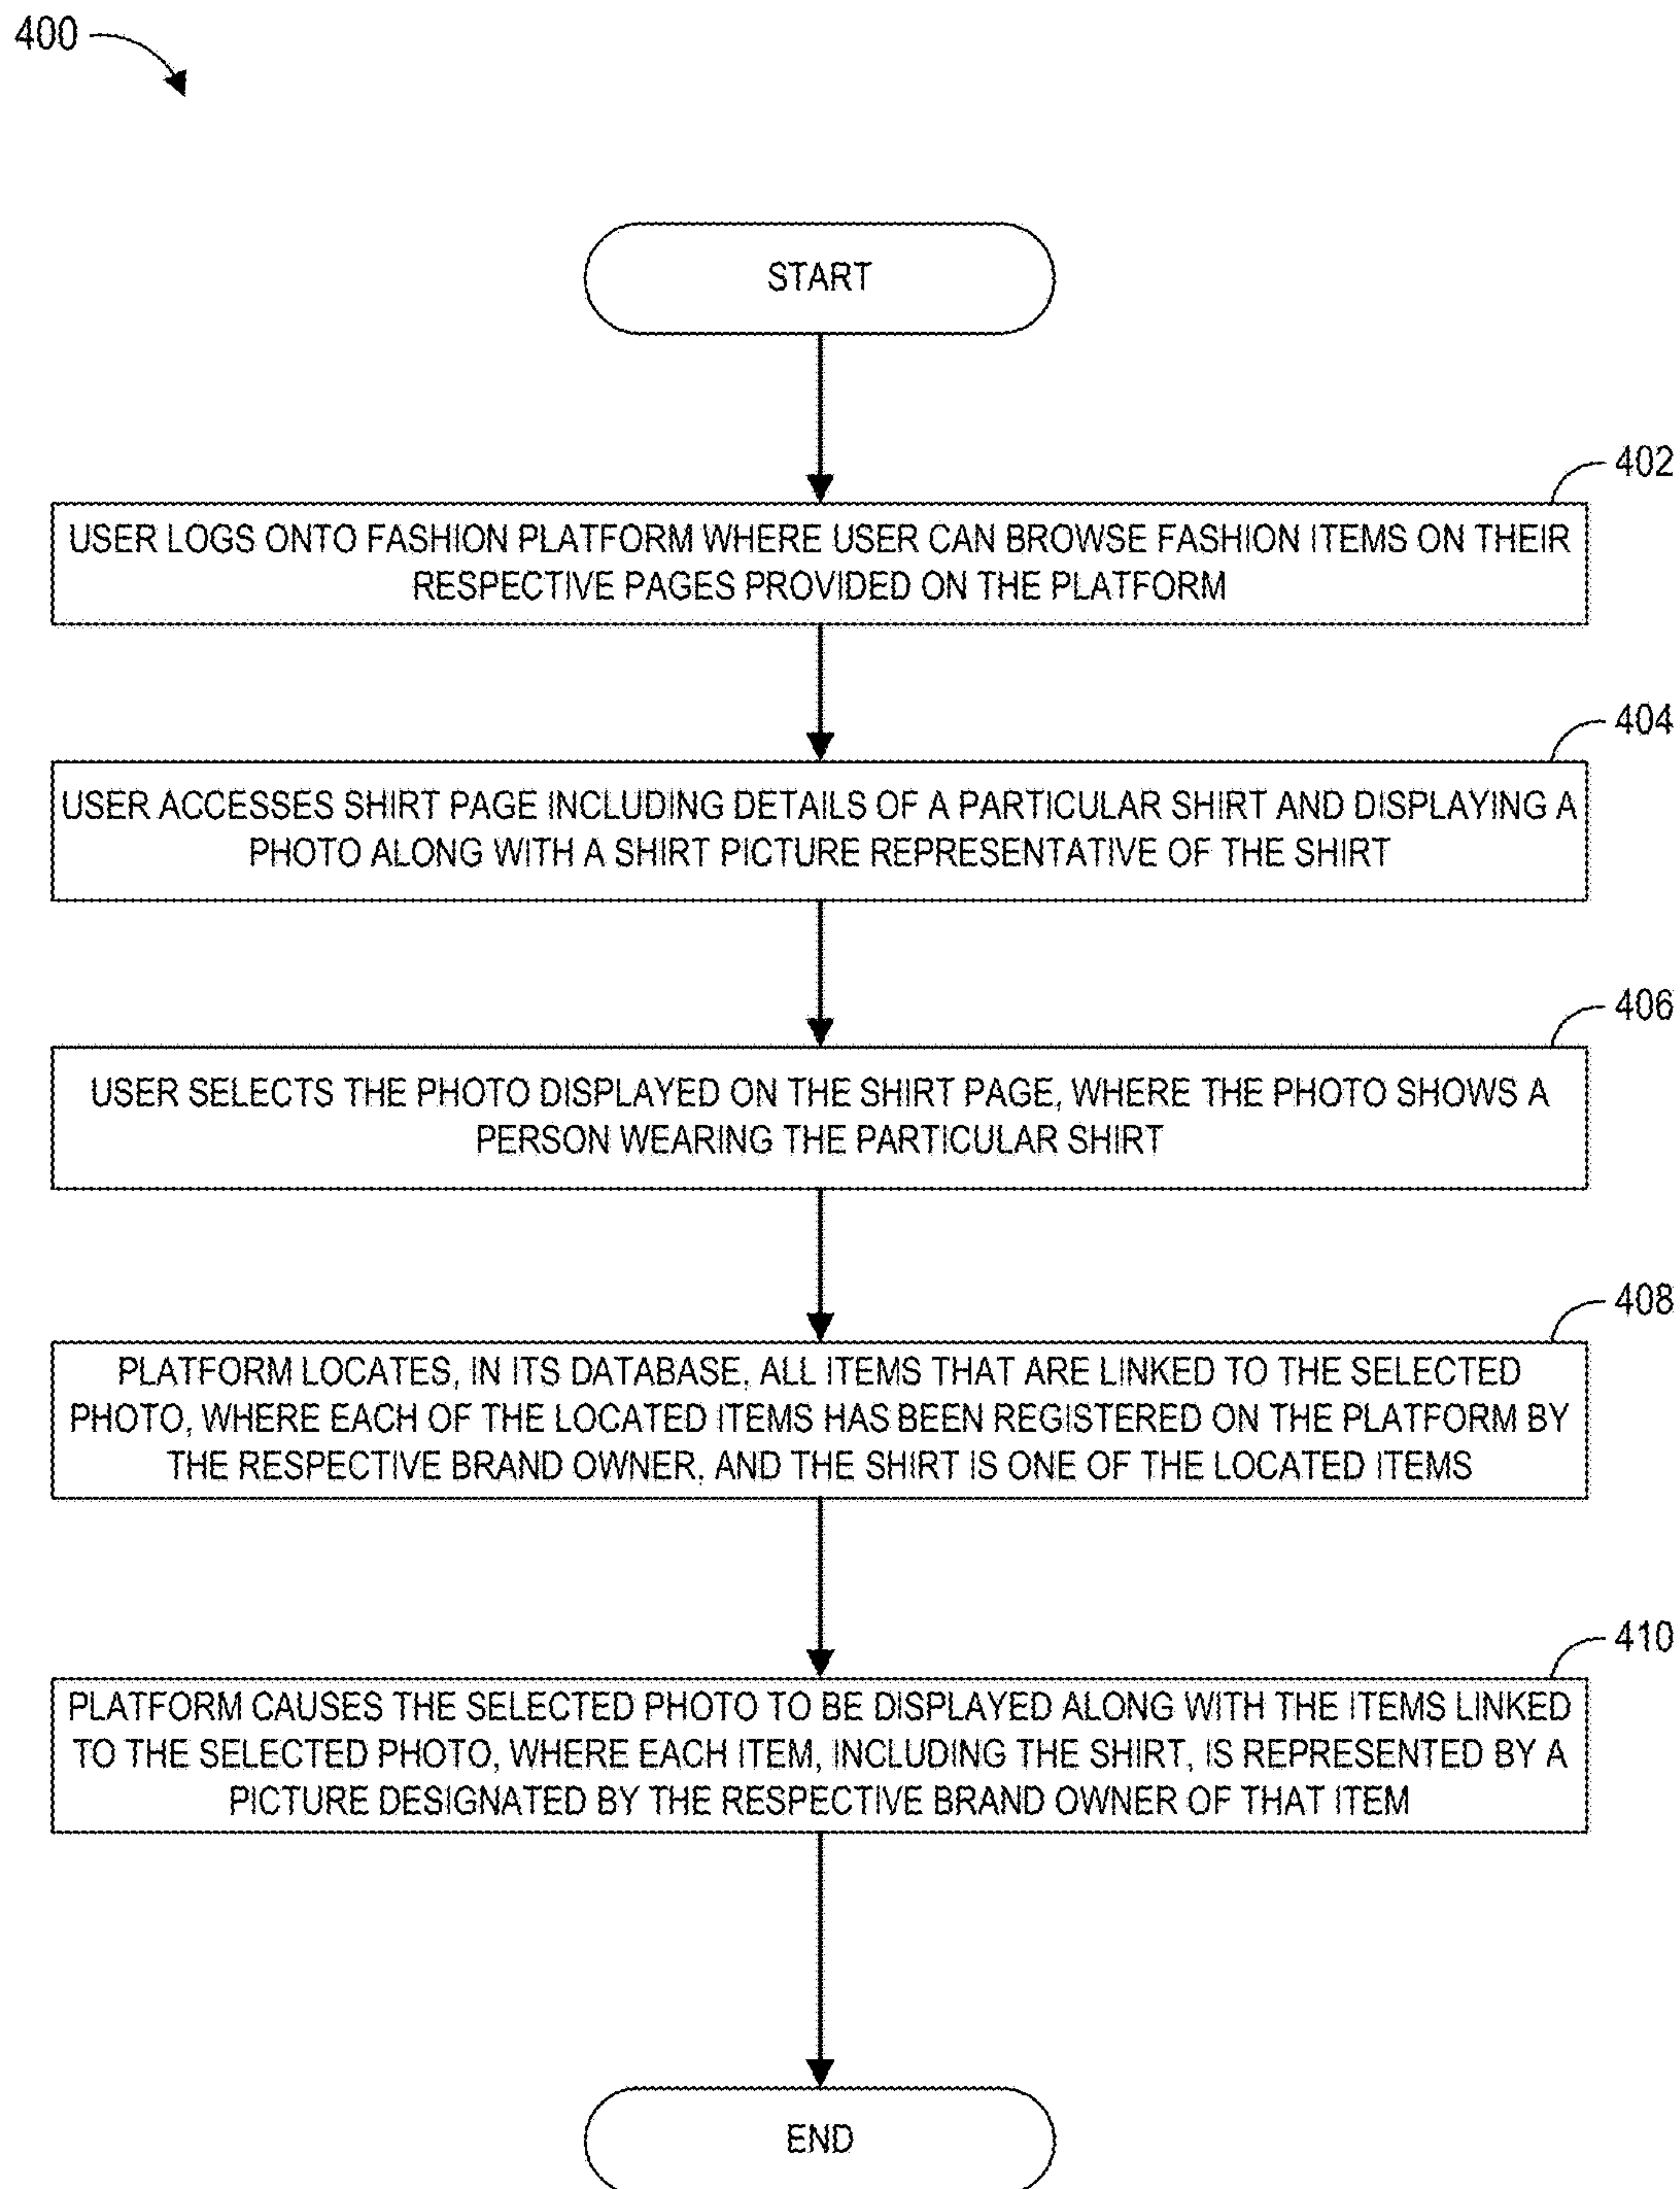 400
START
402
USER LOGS ONTO FASHION PLATFORM WHERE USER CAN BROWSE FASHION ITEMS ON THEIR
RESPECTIVE PAGES PROVIDED ON THE PLATFORM
404
USER ACCESSES SHIRT PAGE INCLUDING DETAILS OF A PARTICULAR SHIRT AND DISPLAYING A
PHOTO ALONG WITH A SHIRT PICTURE REPRESENTATIVE OF THE SHIRT
406
USER SELECTS THE PHOTO DISPLAYED ON THE SHIRT PAGE, WHERE THE PHOTO SHOWS A
PERSON WEARING THE PARTICULAR SHIRT
408
PLATFORM LOCATES, IN ITS DATABASE, ALL ITEMS THAT ARE LINKED TO THE SELECTED
PHOTO, WHERE EACH OF THE LOCATED ITEMS HAS BEEN REGISTERED ON THE PLATFORM BY
THE RESPECTIVE BRAND OWNER, AND THE SHIRT IS ONE OF THE LOCATED ITEMS
410
PLATFORM CAUSES THE SELECTED PHOTO TO BE DISPLAYED ALONG WITH THE ITEMS LINKED
TO THE SELECTED PHOTO, WHERE EACH ITEM, INCLUDING THE SHIRT, IS REPRESENTED BY A
PICTURE DESIGNATED BY THE RESPECTIVE BRAND OWNER OF THAT ITEM
END